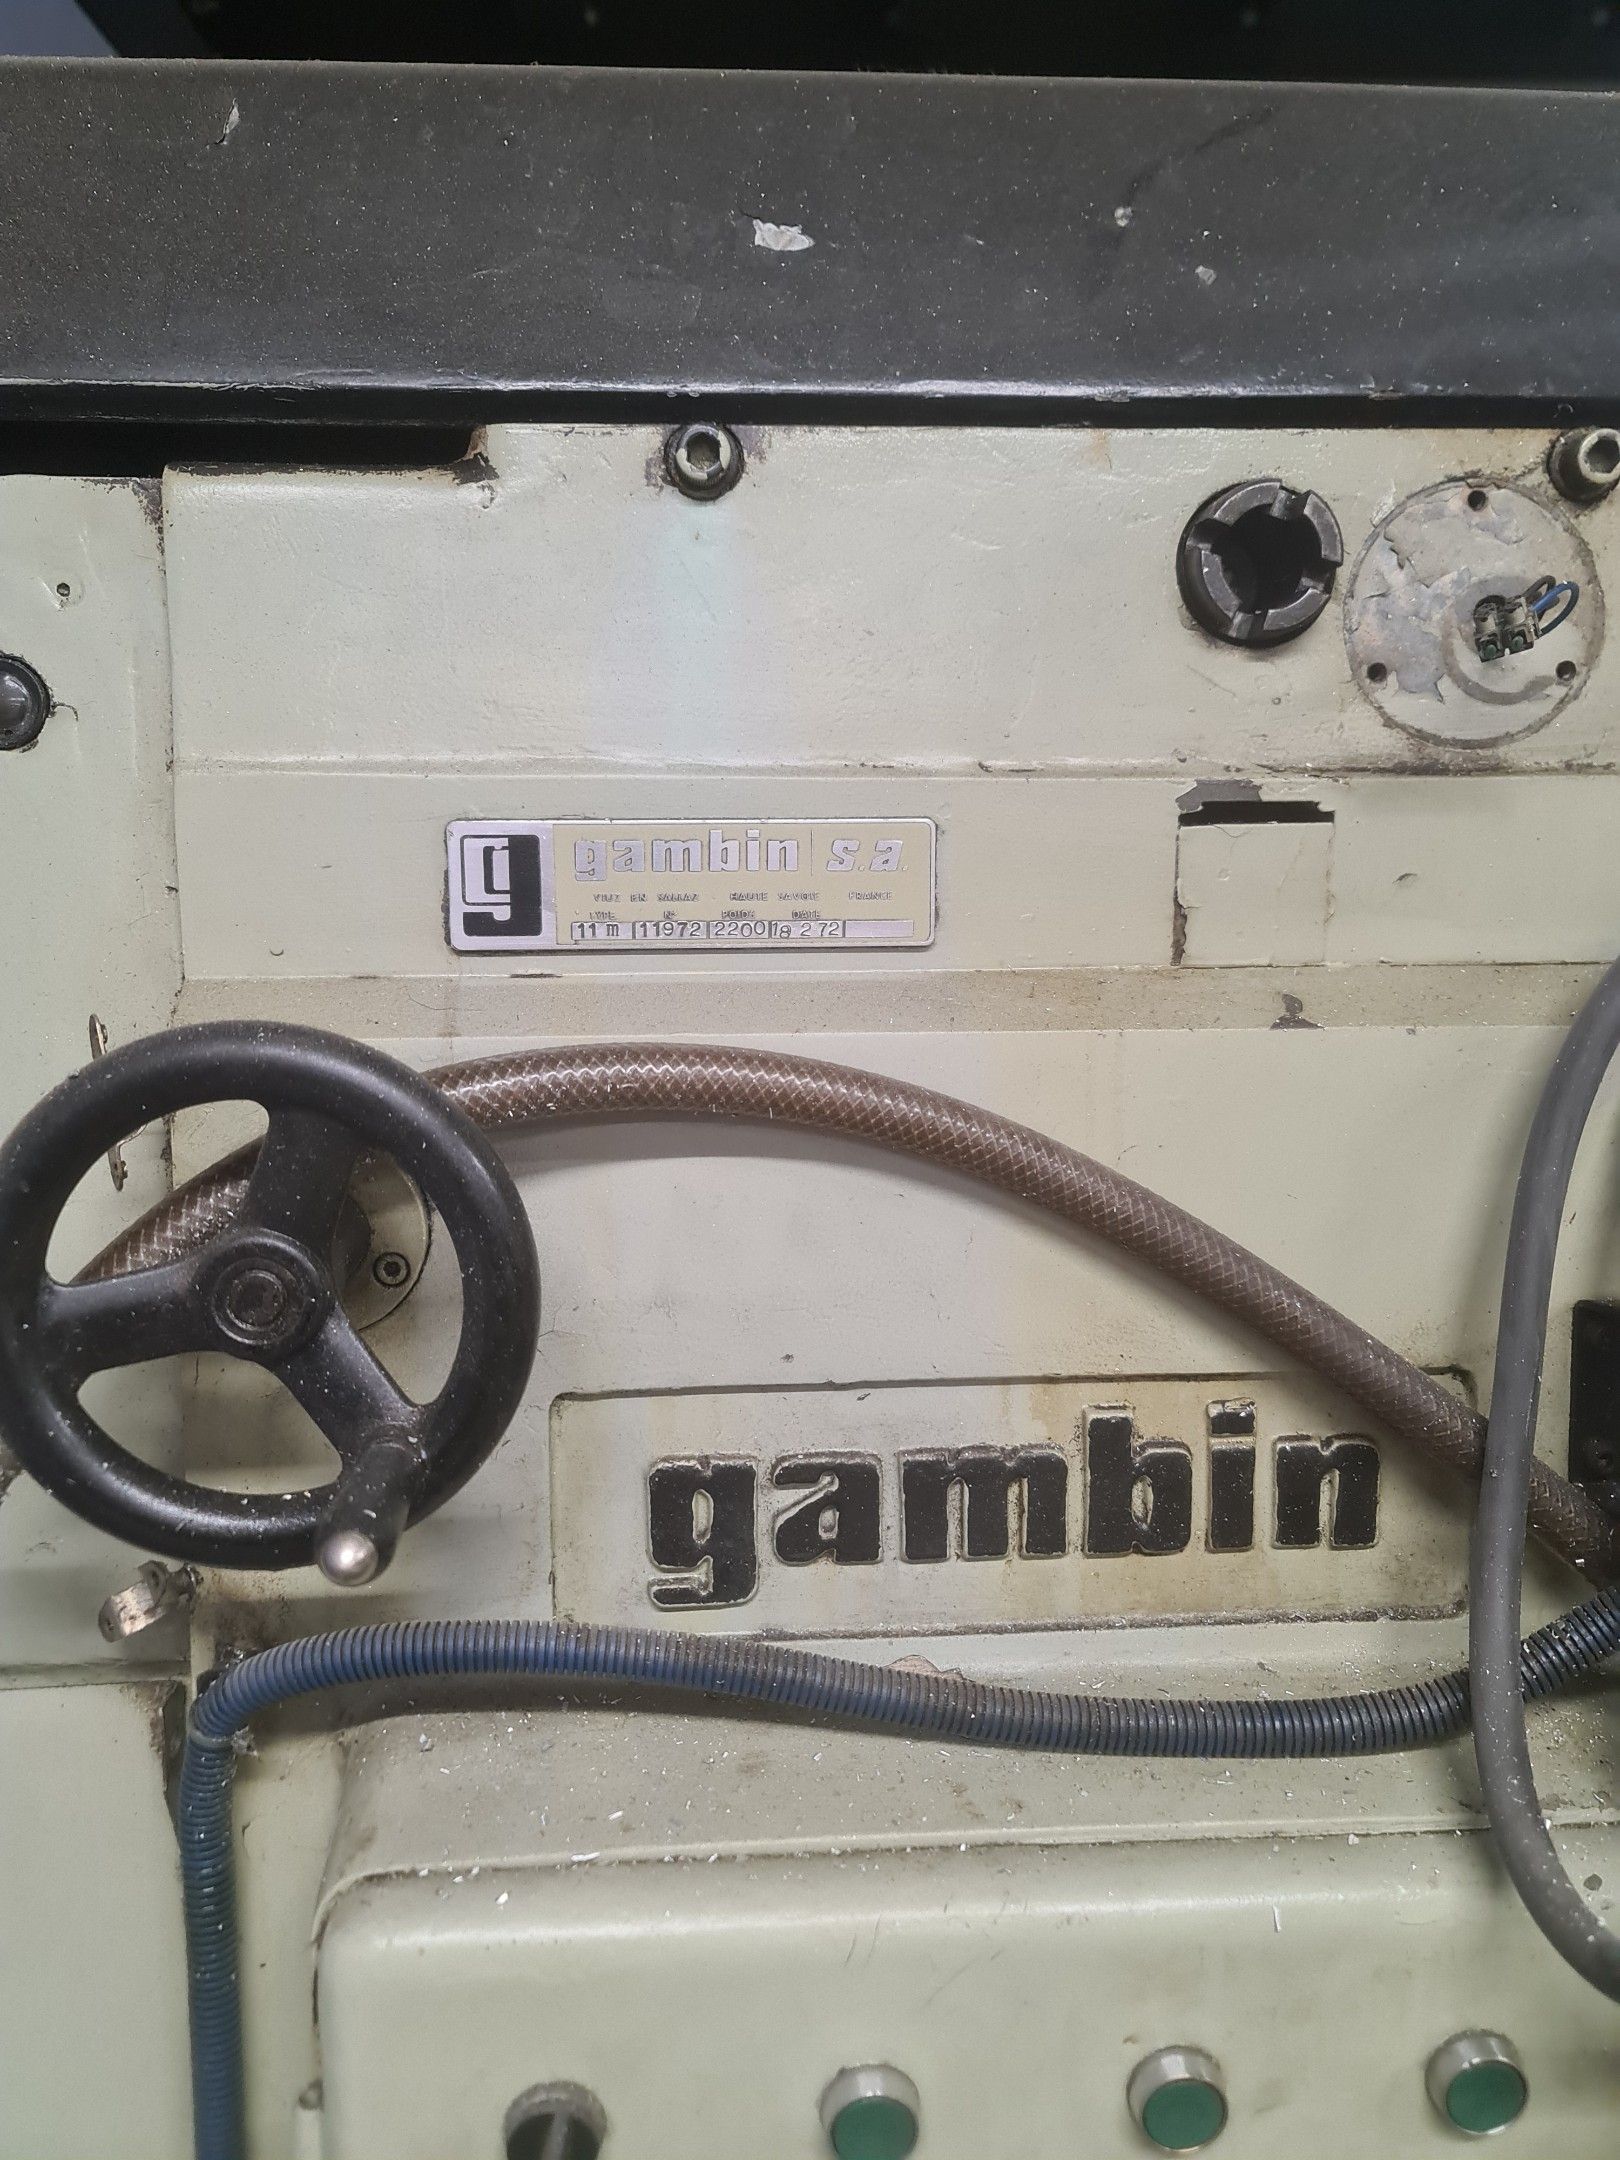 g gambin s.a.
VIUZ EN SALLAZ - HAUTE SAVOIE FRANCE
TYPE N° POIDS DATE
11 m 11972 2200 18 2 72
gambin